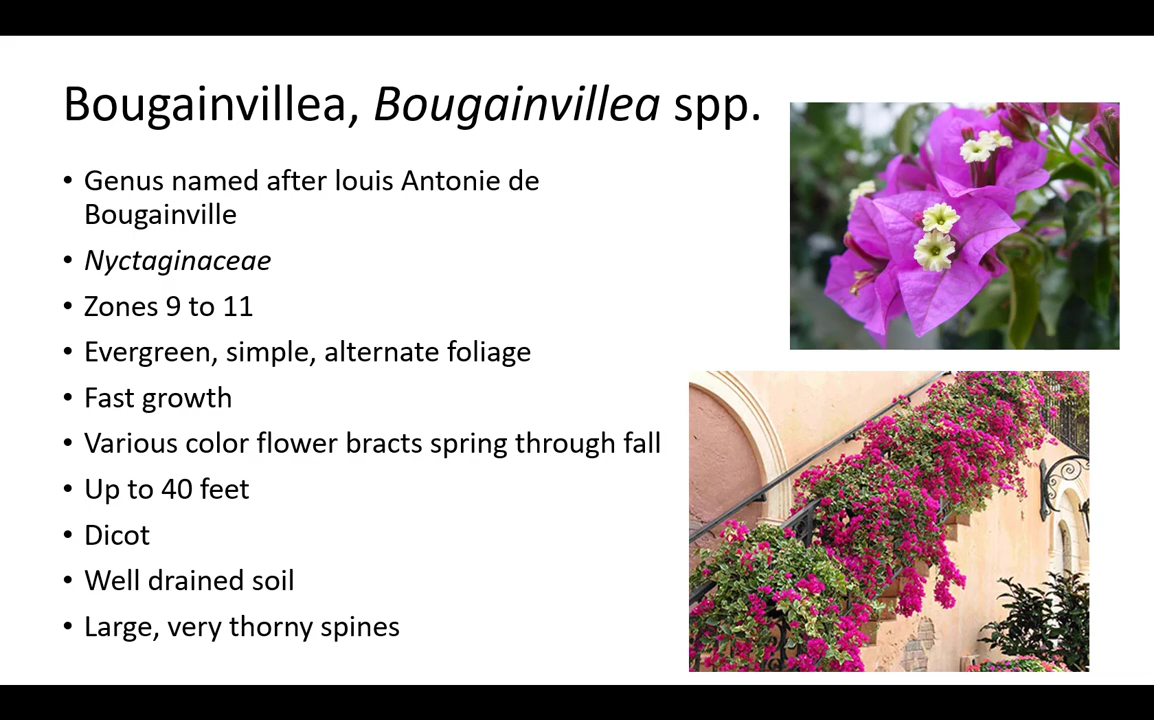 Bougainvillea, Bougainvillea spp.
• Genus named after louis Antonie de
Bougainville
• Nyctaginaceae
• Zones 9 to 11
• Evergreen, simple, alternate foliage
• Fast growth
• Various color flower bracts spring through fall
• Up to 40 feet
• Dicot
• Well drained soil
• Large, very thorny spines